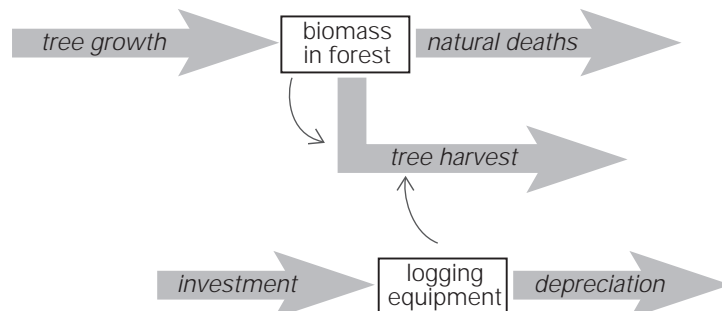 tree growth
biomass
in forest
natural deaths
tree harvest
investment
logging
equipment
depreciation